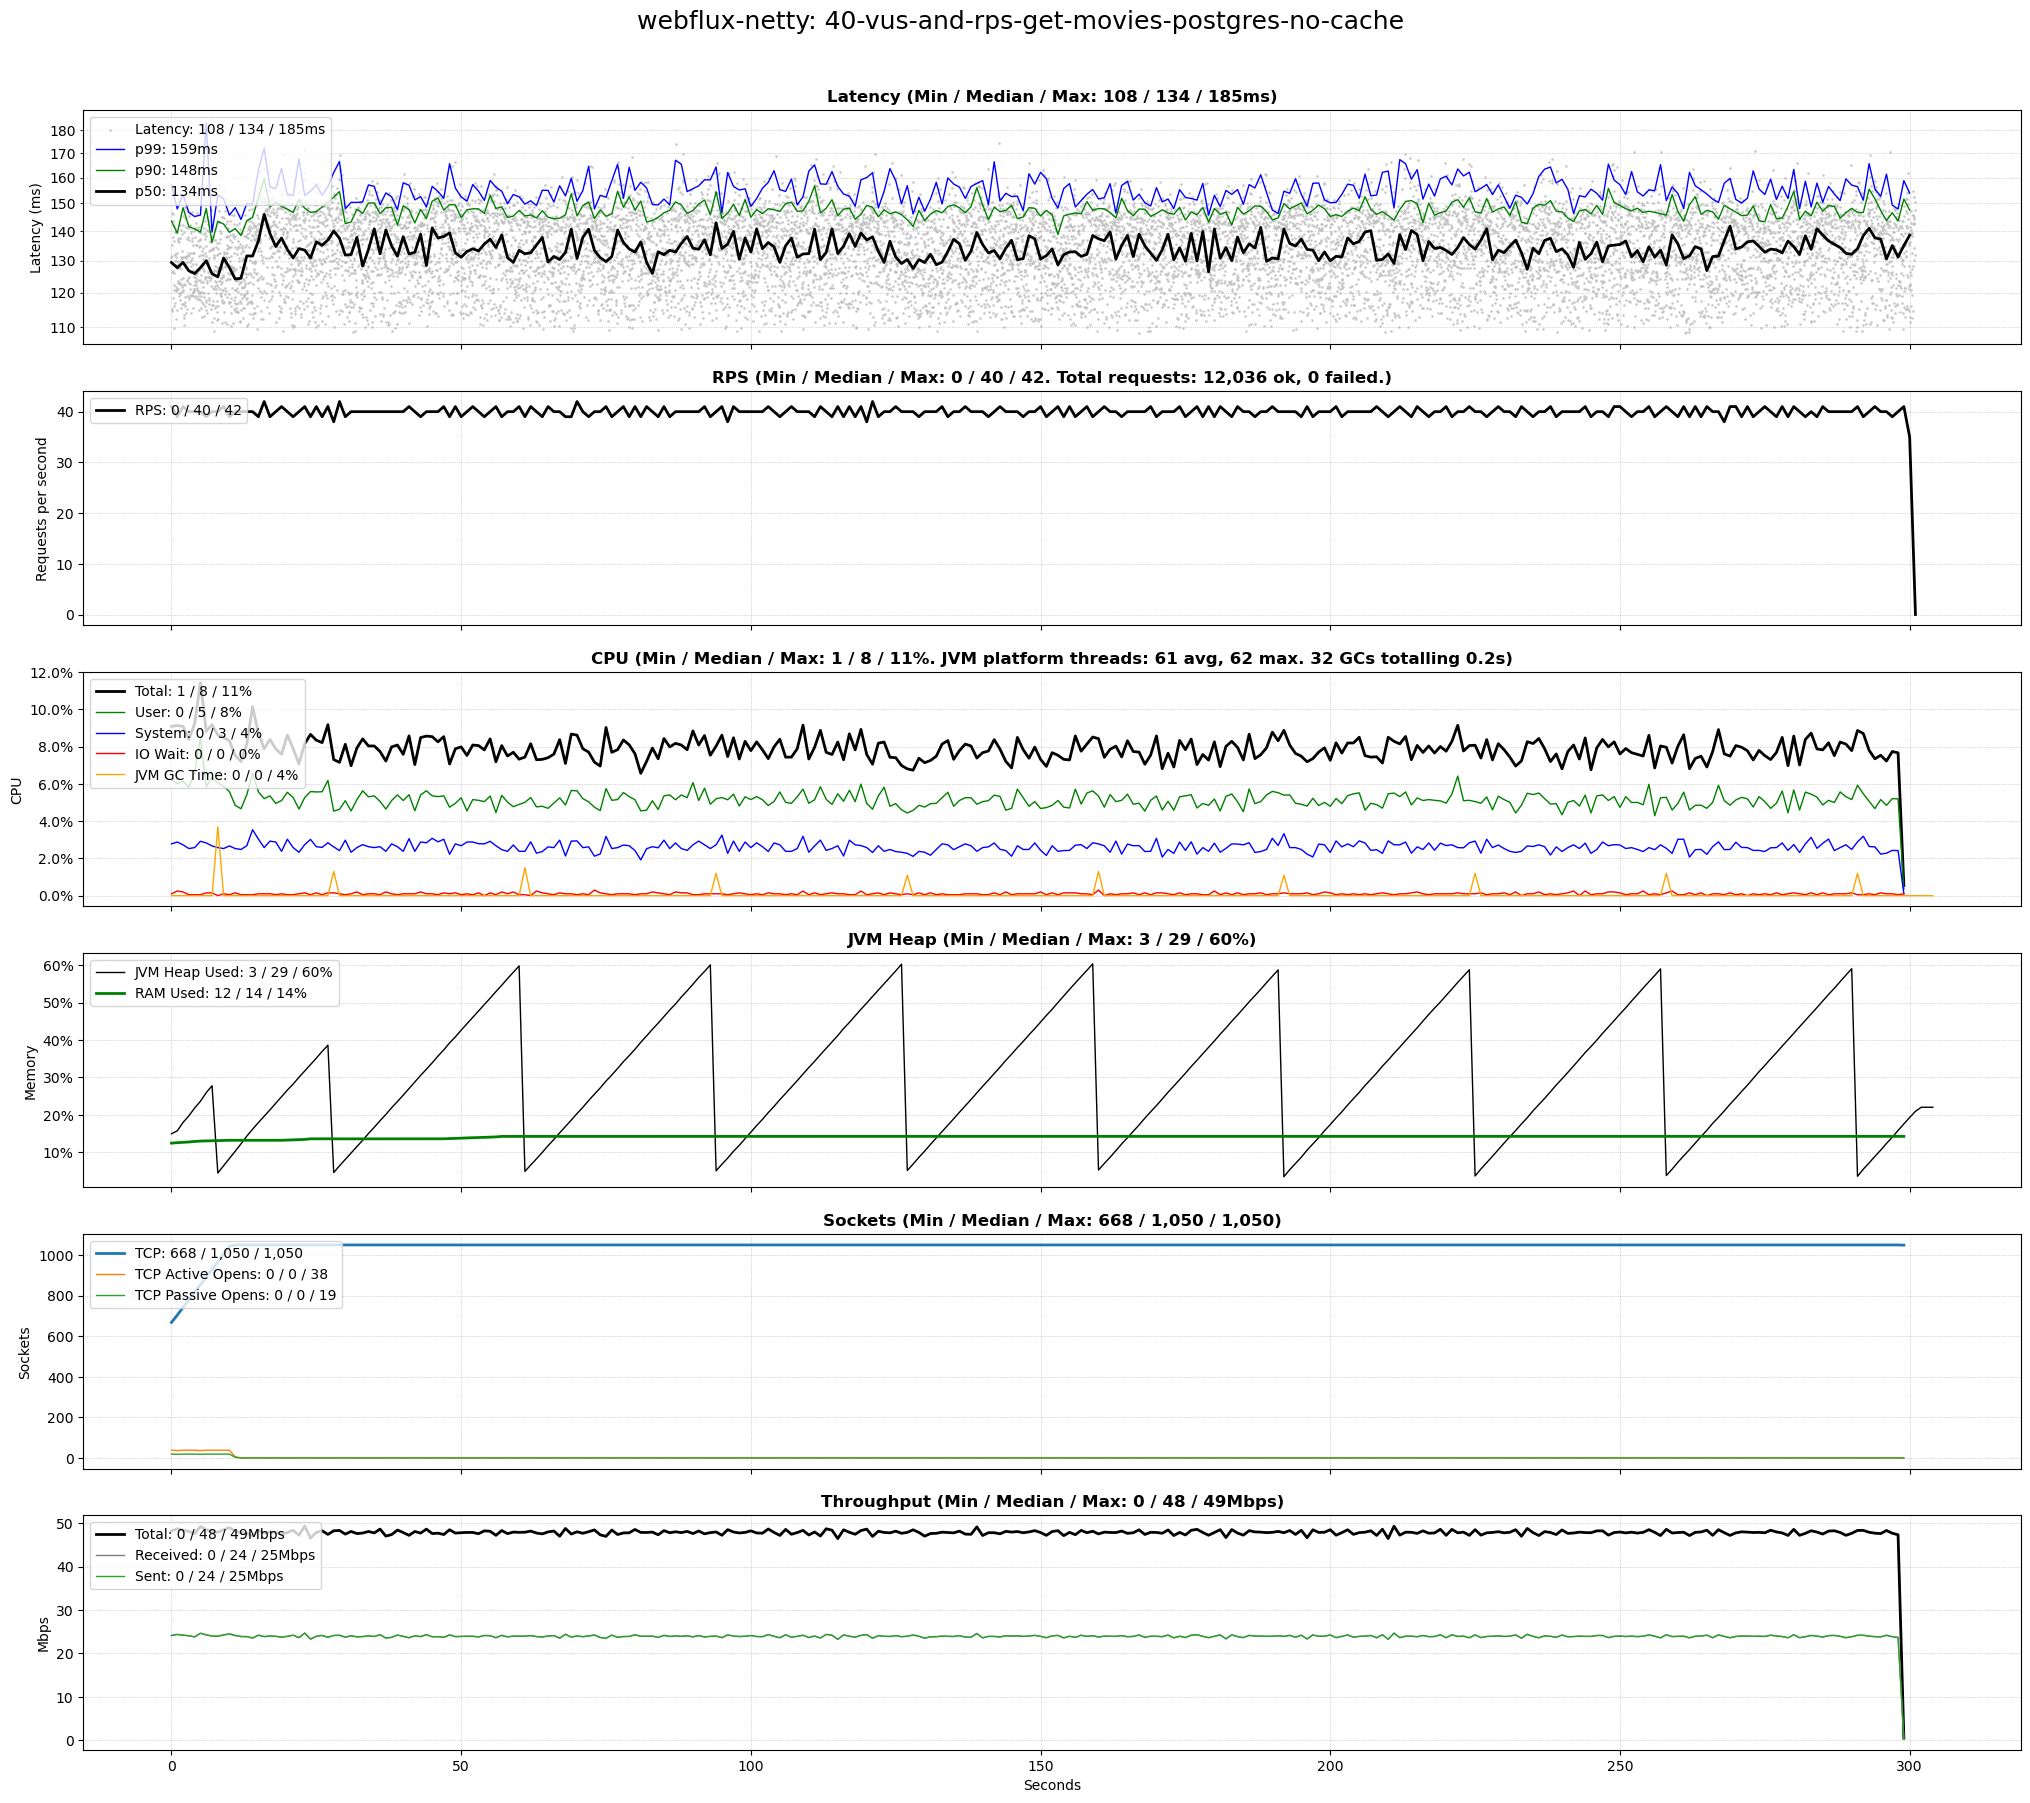 webflux-netty: 40-vus-and-rps-get-movies-postgres-no-cache
Latency (Min / Median / Max: 108 / 134 / 185ms)
Latency: 108 / 134 / 185ms
p99: 159ms
p90: 148ms
p50: 134ms
180
170
160
150
140
130
120
110
Latency (ms)
RPS (Min / Median / Max: 0 / 40 / 42. Total requests: 12,036 ok, 0 failed.)
RPS: 0 / 40 / 42
40
30
20
10
0
Requests per second
CPU (Min / Median / Max: 1 / 8 / 11%. JVM platform threads: 61 avg, 62 max. 32 GCs totalling 0.2s)
Total: 1 / 8 / 11%
User: 0 / 5 / 8%
System: 0 / 3 / 4%
IO Wait: 0 / 0 / 0%
JVM GC Time: 0 / 0 / 4%
12.0%
10.0%
8.0%
6.0%
4.0%
2.0%
0.0%
CPU
JVM Heap (Min / Median / Max: 3 / 29 / 60%)
JVM Heap Used: 3 / 29 / 60%
RAM Used: 12 / 14 / 14%
60%
50%
40%
30%
20%
10%
Memory
Sockets (Min / Median / Max: 668 / 1,050 / 1,050)
TCP: 668 / 1,050 / 1,050
TCP Active Opens: 0 / 0 / 38
TCP Passive Opens: 0 / 0 / 19
1000
800
600
400
200
0
Sockets
Throughput (Min / Median / Max: 0 / 48 / 49Mbps)
Total: 0 / 48 / 49Mbps
Received: 0 / 24 / 25Mbps
Sent: 0 / 24 / 25Mbps
50
40
30
20
10
0
Mbps
0 50 100 150 200 250 300
Seconds